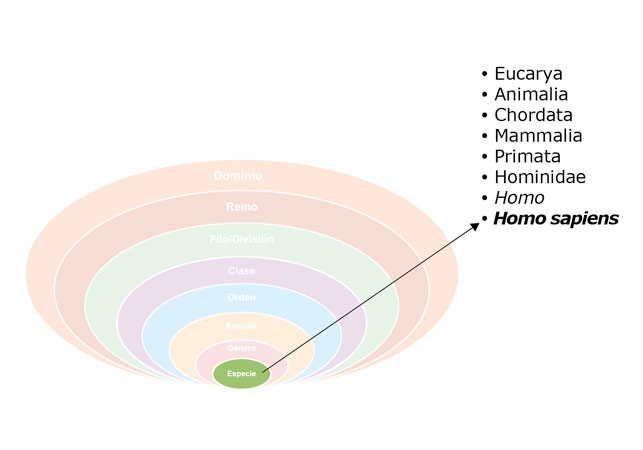 • Eucarya
• Animalia
• Chordata
• Mammalia
• Primata
• Hominidae
• Homo
• Homo sapiens
Dominio
Reino
Filo/División
Clase
Orden
Familia
Género
Especie